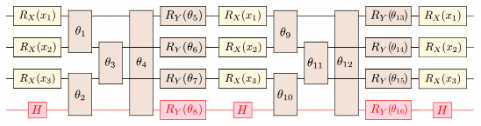 R_X(x_1) θ_1 θ_4 R_Y(θ_5) R_X(x_1) θ_9 θ_12 R_Y(θ_13) R_X(x_1)
R_X(x_2) θ_3 R_Y(θ_6) R_X(x_2) θ_11 R_Y(θ_14) R_X(x_2)
R_X(x_3) θ_2 R_Y(θ_7) R_X(x_3) θ_10 R_Y(θ_15) R_X(x_3)
H R_Y(θ_8) H R_Y(θ_16) H